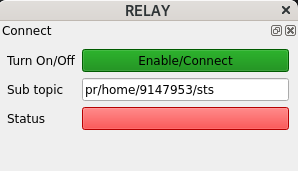 RELAY
Connect
Turn On/Off Enable/Connect
Sub topic pr/home/9147953/sts
Status